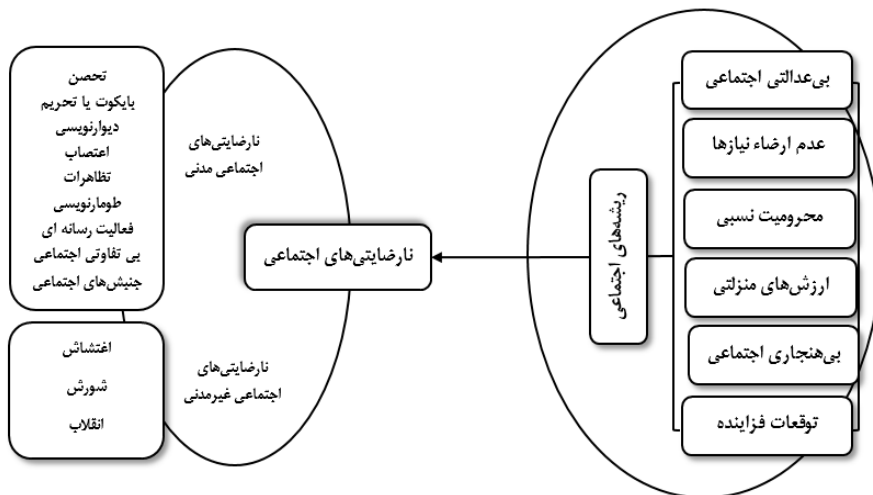 بی‌عدالتی اجتماعی
عدم ارضاء نیازها
محرومیت نسبی
ارزش‌های منزلتی
بی‌هنجاری اجتماعی
توقعات فزاینده
ریشه‌های اجتماعی
نارضایتی‌های اجتماعی
نارضایتی‌های
اجتماعی مدنی
نارضایتی‌های
اجتماعی غیرمدنی
تحصن
بایکوت یا تحریم
دیوارنویسی
اعتصاب
تظاهرات
طومارنویسی
فعالیت رسانه ای
بی تفاوتی اجتماعی
جنبش‌های اجتماعی
اغتشاش
شورش
انقلاب